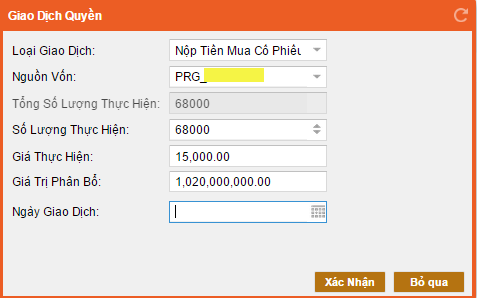 Giao Dịch Quyền
Loại Giao Dịch: Nộp Tiền Mua Cổ Phiếu
Nguồn Vốn: PRG_
Tổng Số Lượng Thực Hiện: 68000
Số Lượng Thực Hiện: 68000
Giá Thực Hiện: 15,000.00
Giá Trị Phân Bổ: 1,020,000,000.00
Ngày Giao Dịch:
Xác Nhận Bỏ qua